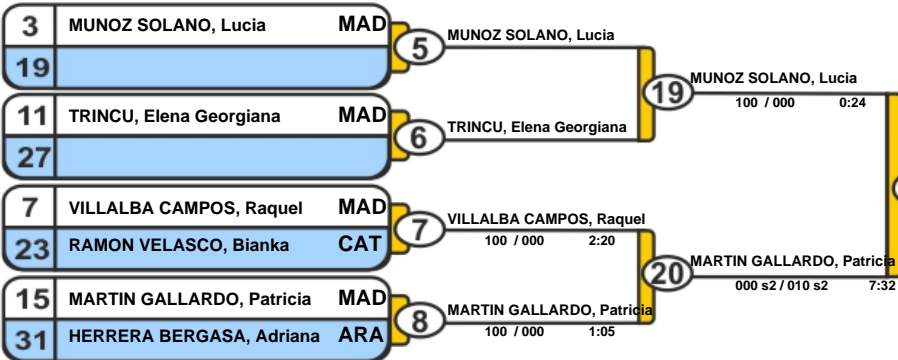 3 MUNOZ SOLANO, Lucia MAD
19
5 MUNOZ SOLANO, Lucia
11 TRINCU, Elena Georgiana MAD
27
6 TRINCU, Elena Georgiana
19 MUNOZ SOLANO, Lucia
100 / 000 0:24
7 VILLALBA CAMPOS, Raquel MAD
23 RAMON VELASCO, Bianka CAT
7 VILLALBA CAMPOS, Raquel
100 / 000 2:20
15 MARTIN GALLARDO, Patricia MAD
31 HERRERA BERGASA, Adriana ARA
8 MARTIN GALLARDO, Patricia
100 / 000 1:05
20 MARTIN GALLARDO, Patricia
000 s2 / 010 s2 7:32